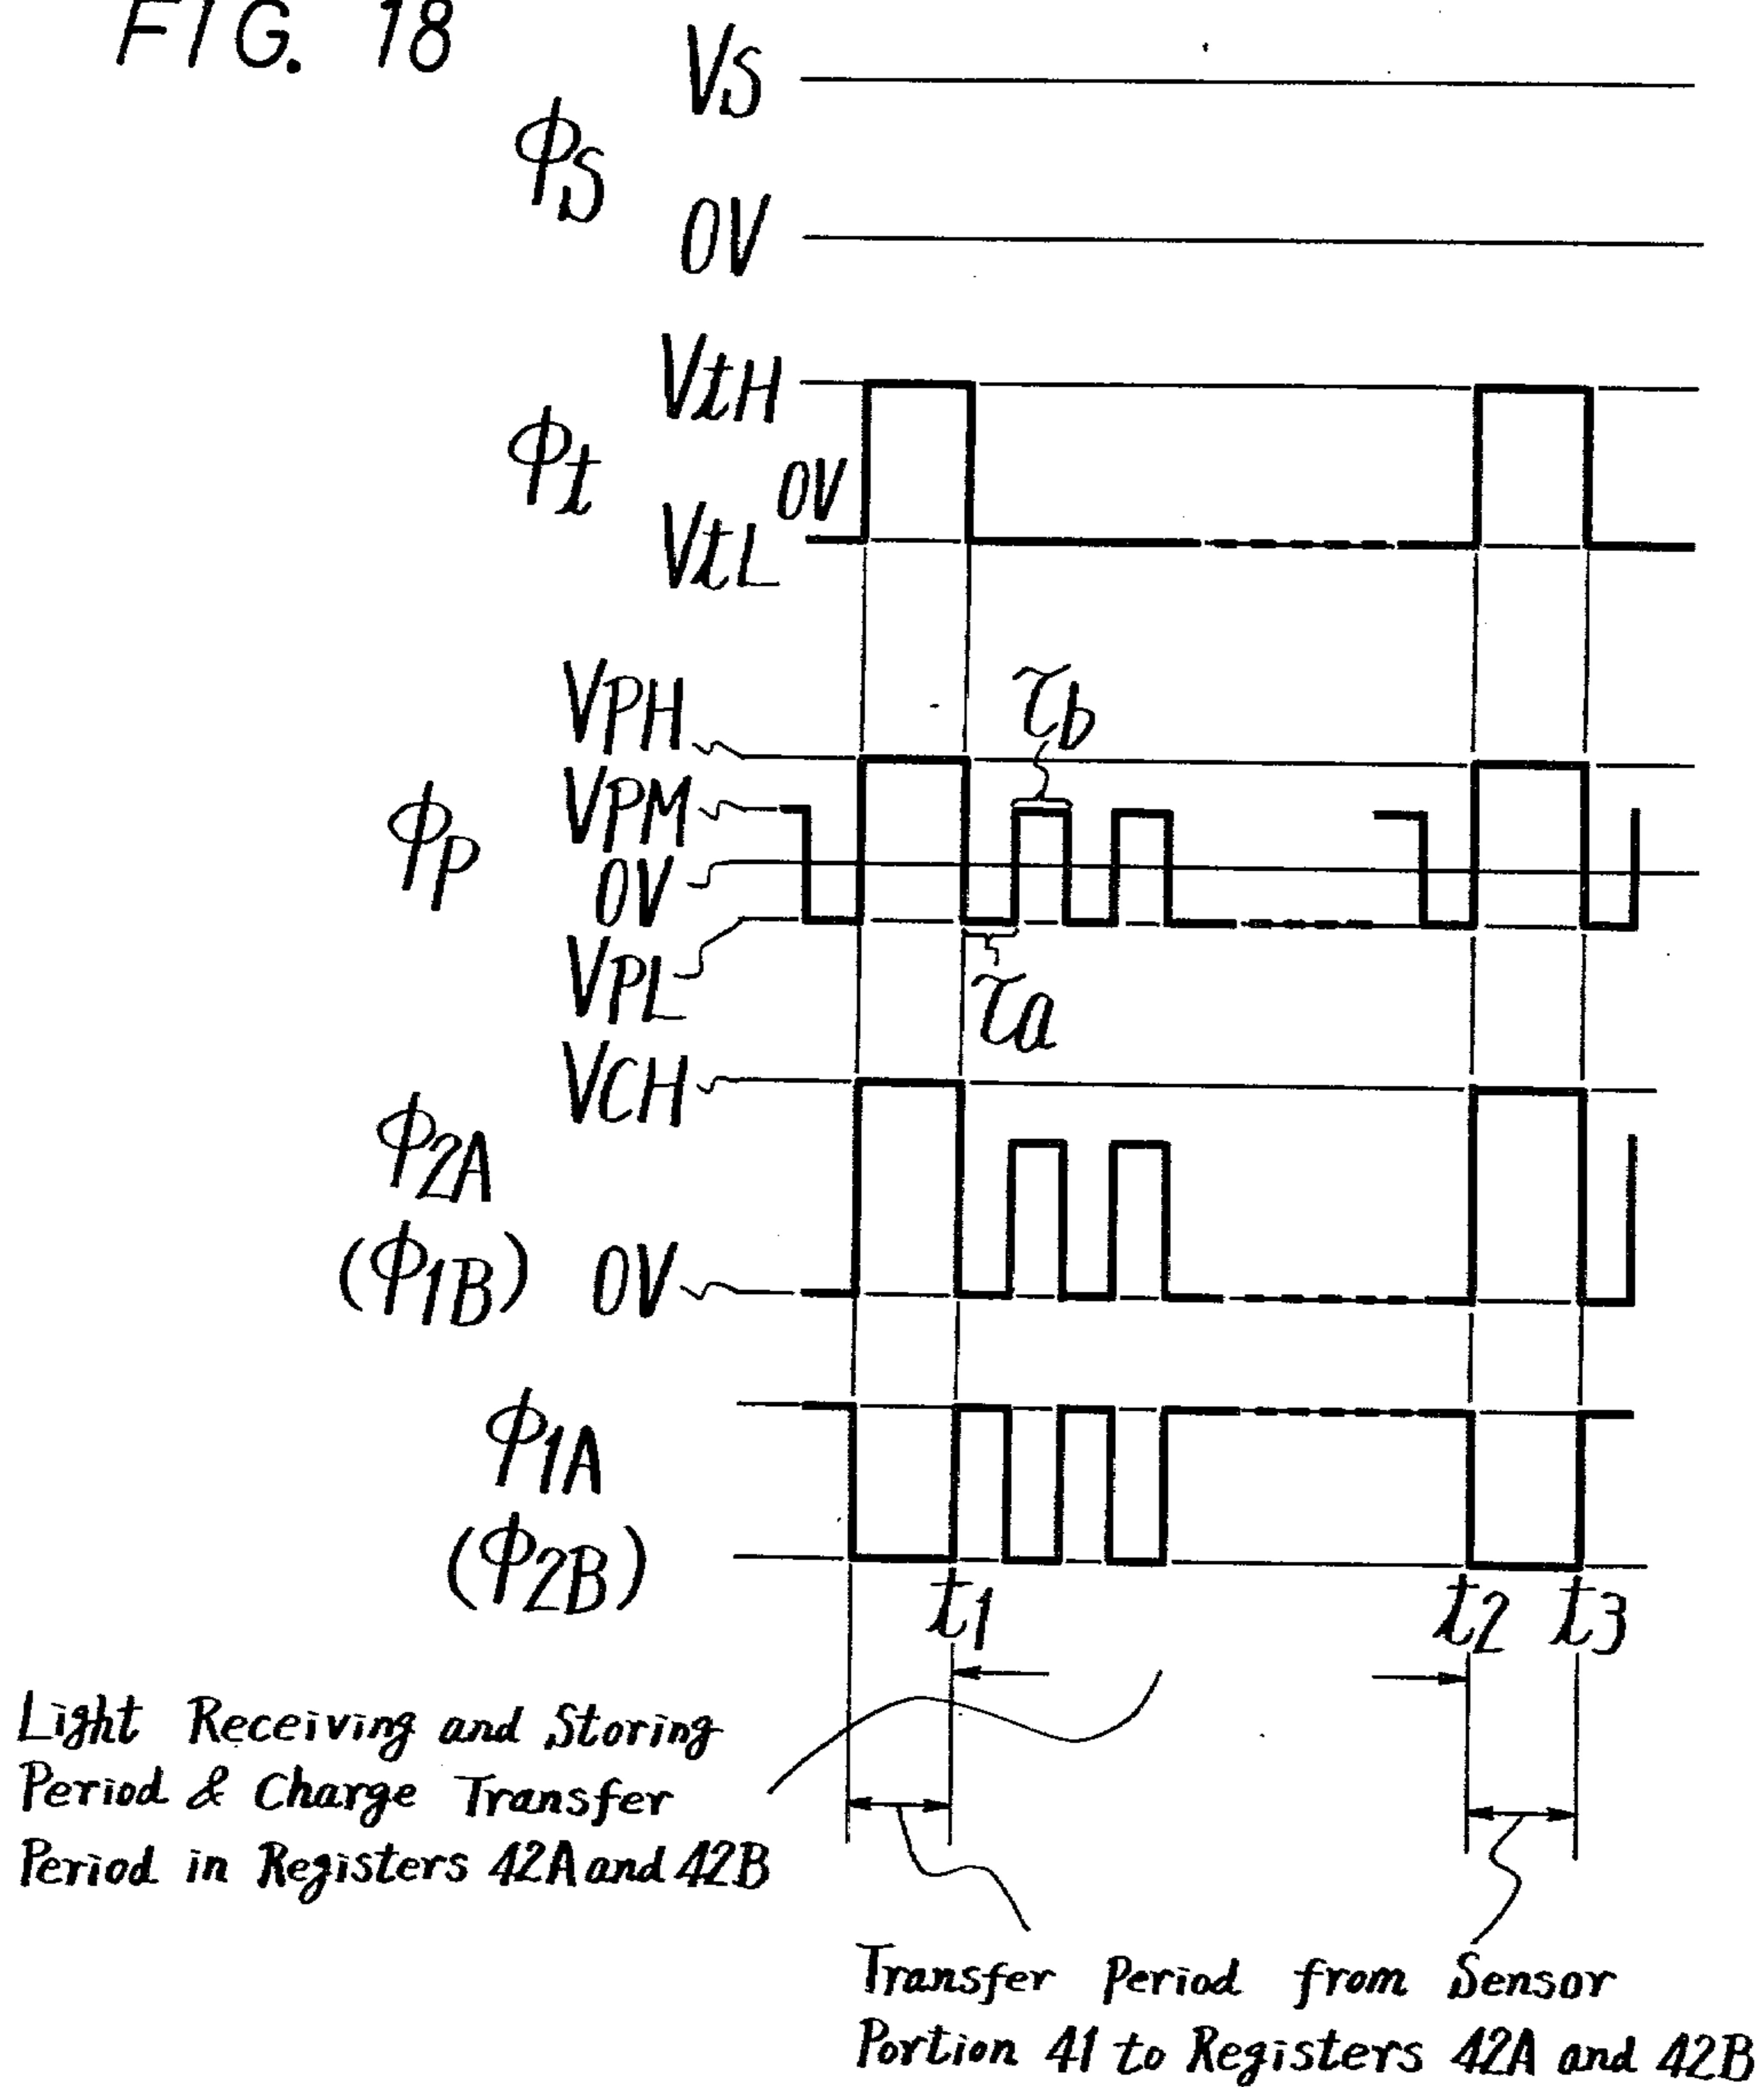 FIG. 18
VS
ϕS
0V
VtH
ϕt
0V
VtL
VPH
τb
VPM
ϕP
0V
VPL
τa
VCH
ϕ2A
(ϕ1B) 0V
ϕ1A
(ϕ2B)
t1 t2 t3
Light Receiving and Storing
Period & Charge Transfer
Period in Registers 42A and 42B
Transfer Period from Sensor
Portion 41 to Registers 42A and 42B